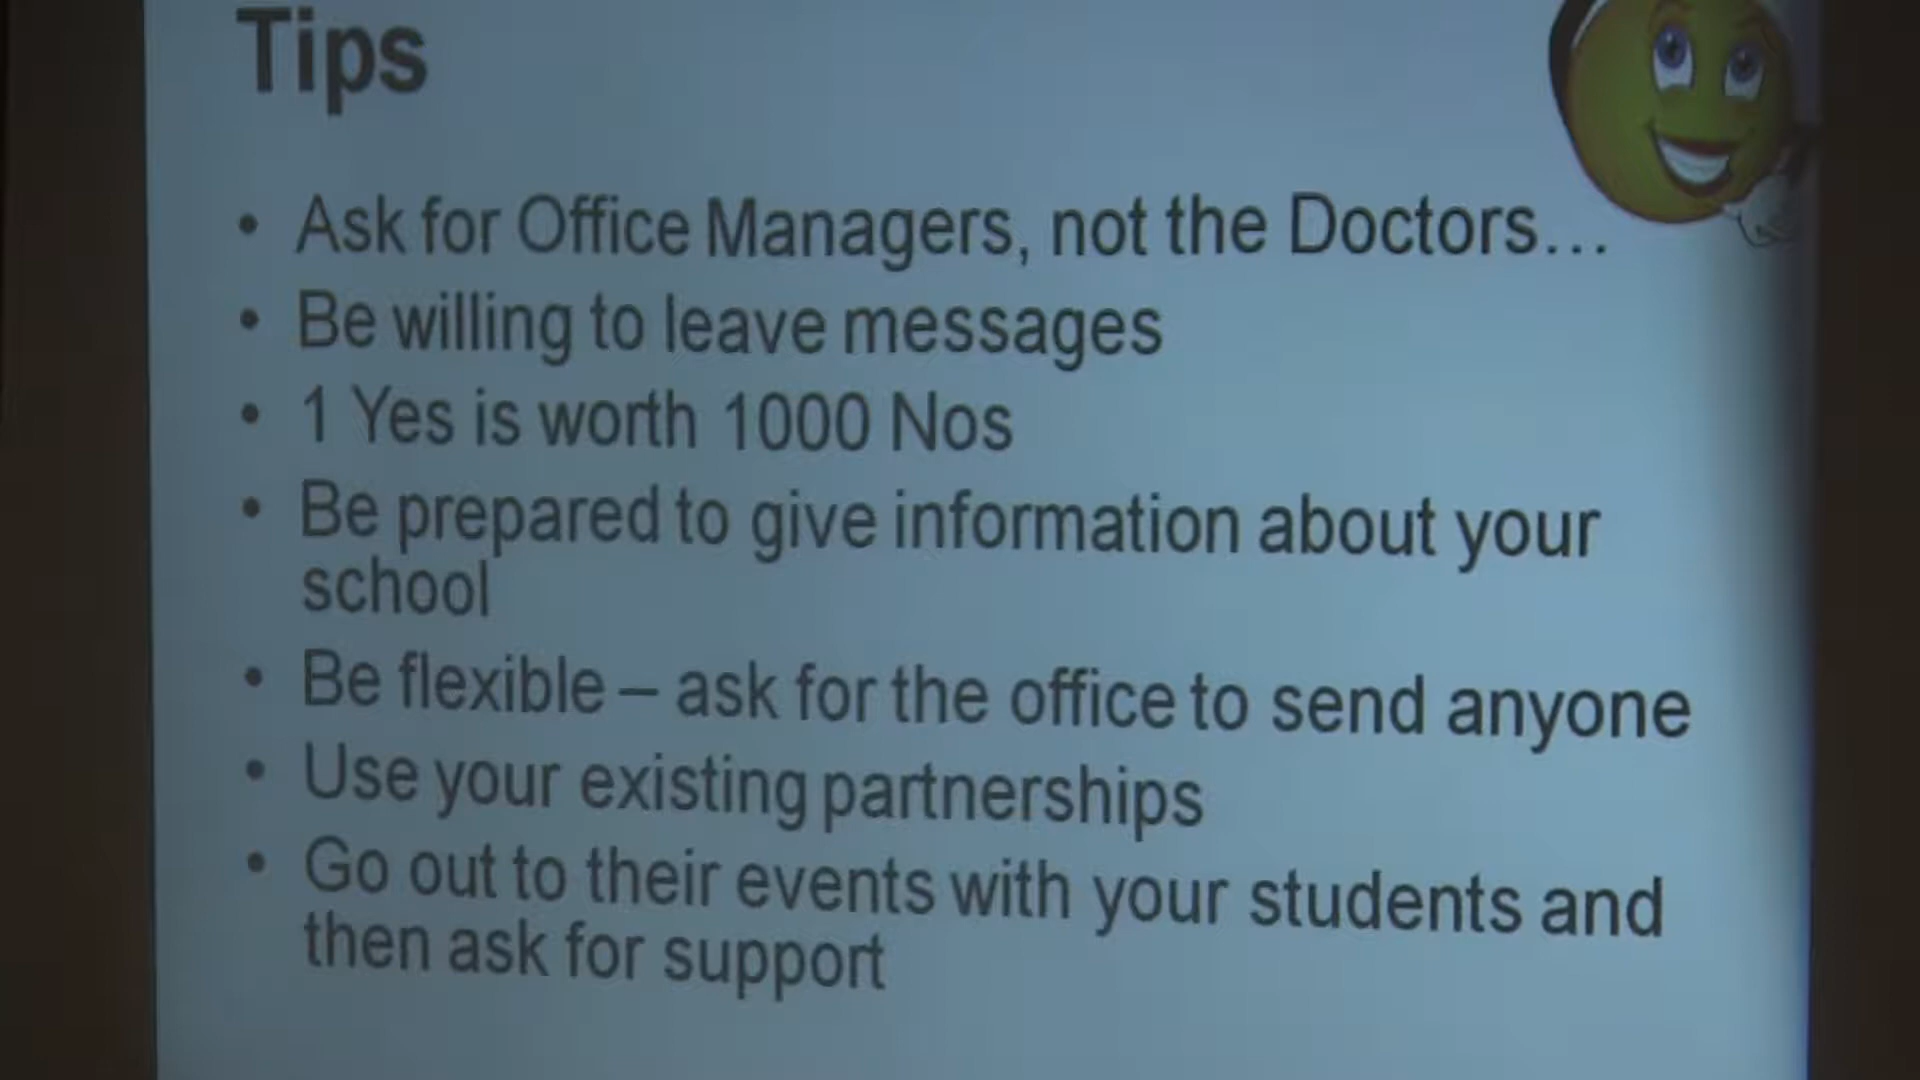 Tips
• Ask for Office Managers, not the Doctors...
• Be willing to leave messages
• 1 Yes is worth 1000 Nos
• Be prepared to give information about your
school
• Be flexible – ask for the office to send anyone
• Use your existing partnerships
• Go out to their events with your students and
then ask for support